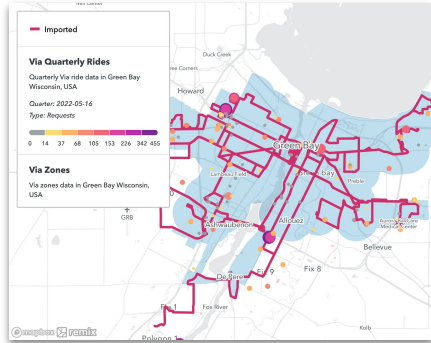 Imported
Via Quarterly Rides
Quarterly Via ride data in Green Bay
Wisconsin, USA
Quarter: 2022-05-16
Type: Requests
0 14 37 68 105 153 226 342 455
Via Zones
Via zones data in Green Bay Wisconsin,
USA
Duck Creek
Howard
Green Bay
Lambeau Field
Preble
GRB
Ashwaubenon
Allouez
Medical Center
Bellevue
De Pere
Fix 9
Fix 8
Fix 1
Fox River
Kolb
Polygon 1
mapbox remix